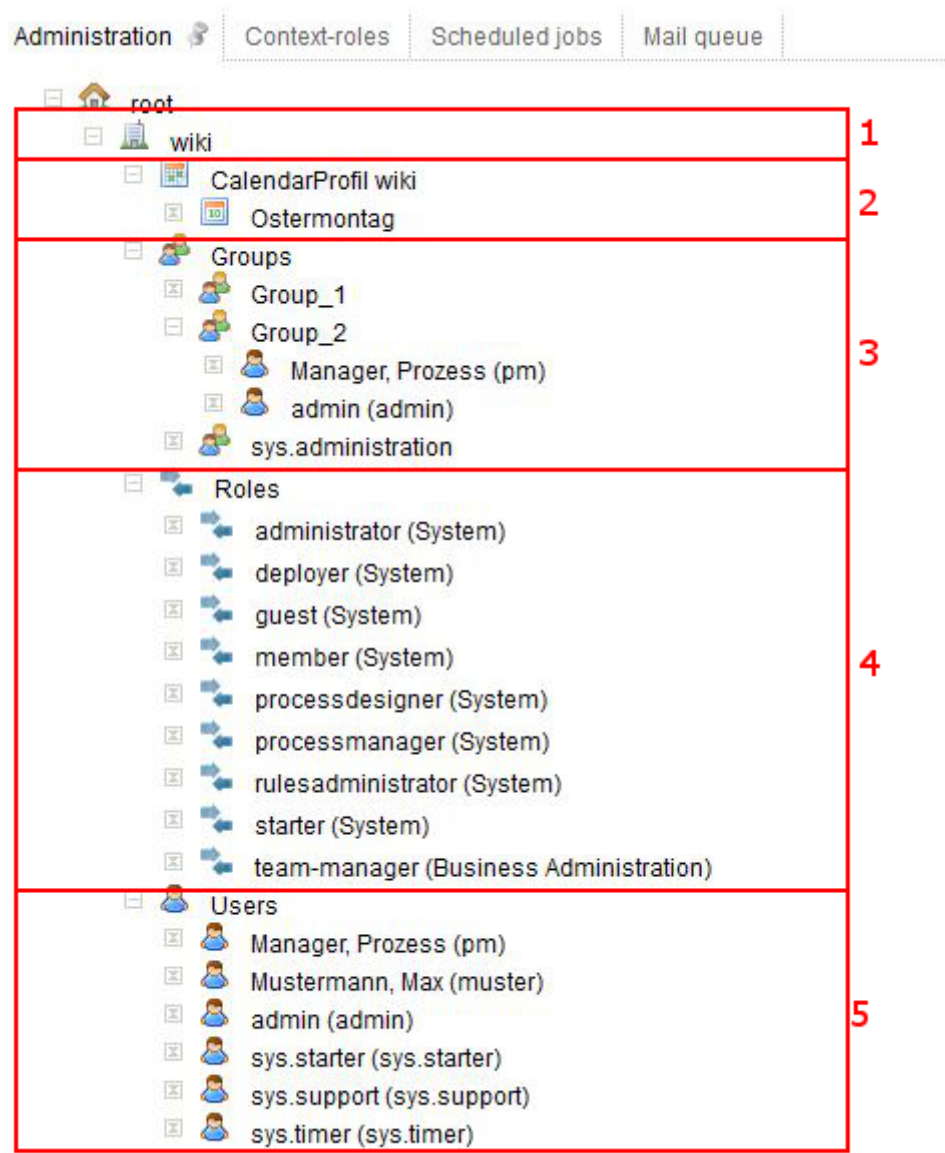 Administration Context-roles Scheduled jobs Mail queue
root
wiki
1
CalendarProfil wiki
Ostermontag
2
Groups
Group_1
Group_2
Manager, Prozess (pm)
admin (admin)
sys.administration
3
Roles
administrator (System)
deployer (System)
guest (System)
member (System)
processdesigner (System)
processmanager (System)
rulesadministrator (System)
starter (System)
team-manager (Business Administration)
4
Users
Manager, Prozess (pm)
Mustermann, Max (muster)
admin (admin)
sys.starter (sys.starter)
sys.support (sys.support)
sys.timer (sys.timer)
5